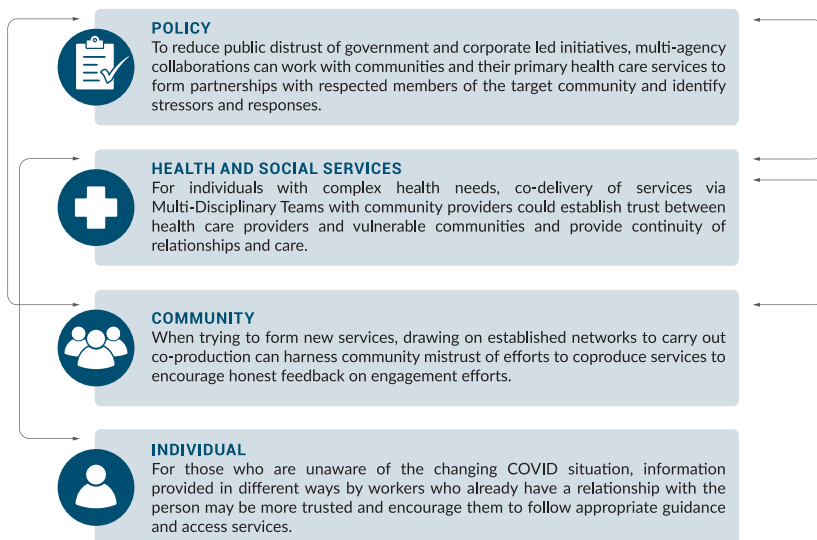 POLICY
To reduce public distrust of government and corporate led initiatives, multi-agency
collaborations can work with communities and their primary health care services to
form partnerships with respected members of the target community and identify
stressors and responses.
HEALTH AND SOCIAL SERVICES
For individuals with complex health needs, co-delivery of services via
Multi-Disciplinary Teams with community providers could establish trust between
health care providers and vulnerable communities and provide continuity of
relationships and care.
COMMUNITY
When trying to form new services, drawing on established networks to carry out
co-production can harness community mistrust of efforts to coproduce services to
encourage honest feedback on engagement efforts.
INDIVIDUAL
For those who are unaware of the changing COVID situation, information
provided in different ways by workers who already have a relationship with the
person may be more trusted and encourage them to follow appropriate guidance
and access services.